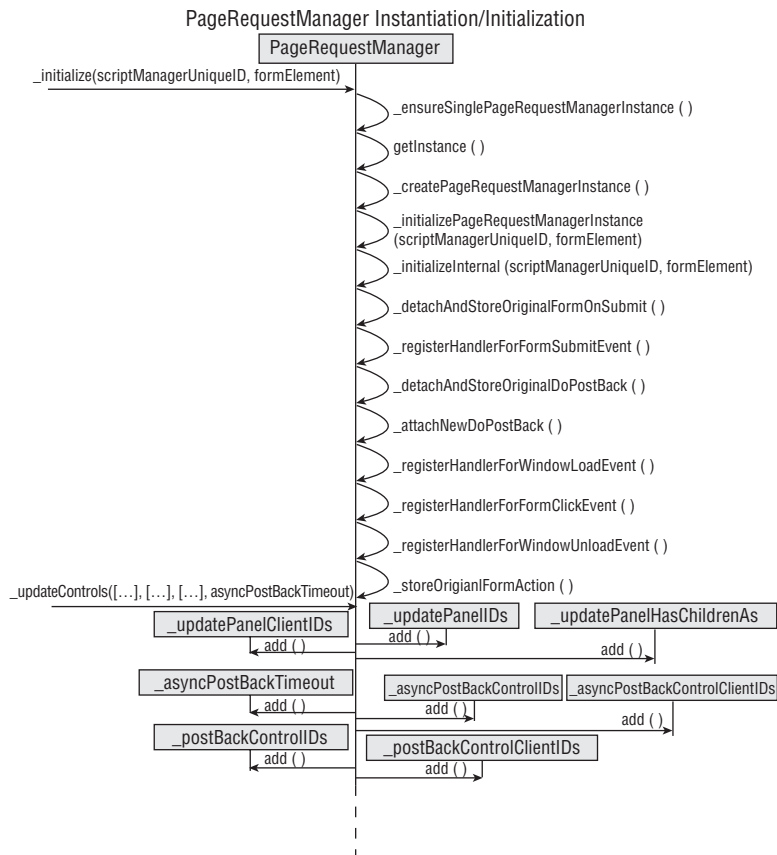 PageRequestManager Instantiation/Initialization
PageRequestManager
_initialize(scriptManagerUniqueID, formElement)
_ensureSinglePageRequestManagerInstance ( )
getInstance ( )
_createPageRequestManagerInstance ( )
_initializePageRequestManagerInstance
(scriptManagerUniqueID, formElement)
_initializeInternal (scriptManagerUniqueID, formElement)
_detachAndStoreOriginalFormOnSubmit ( )
_registerHandlerForFormSubmitEvent ( )
_detachAndStoreOriginalDoPostBack ( )
_attachNewDoPostBack ( )
_registerHandlerForWindowLoadEvent ( )
_registerHandlerForFormClickEvent ( )
_registerHandlerForWindowUnloadEvent ( )
_storeOrigianlFormAction ( )
_updateControls([...], [...], [...], asyncPostBackTimeout)
_updatePanelClientIDs
_updatePanelIDs
_updatePanelHasChildrenAs
add ( )
add ( )
add ( )
_asyncPostBackTimeout
_asyncPostBackControlIDs
_asyncPostBackControlClientIDs
add ( )
add ( )
add ( )
_postBackControlIDs
_postBackControlClientIDs
add ( )
add ( )